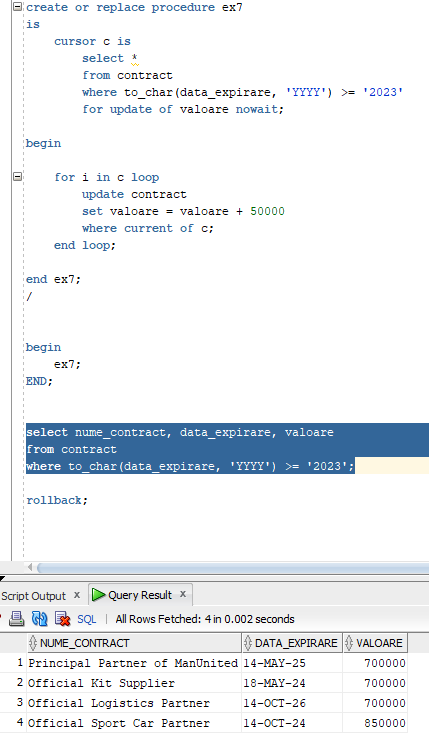 create or replace procedure ex7
is
cursor c is
select *
from contract
where to_char(data_expirare, 'YYYY') >= '2023'
for update of valoare nowait;
begin
for i in c loop
update contract
set valoare = valoare + 50000
where current of c;
end loop;
end ex7;
/
begin
ex7;
END;
select nume_contract, data_expirare, valoare
from contract
where to_char(data_expirare, 'YYYY') >= '2023';
rollback;
Script Output x Query Result x
SQL | All Rows Fetched: 4 in 0.002 seconds
NUME_CONTRACT DATA_EXPIRARE VALOARE
1 Principal Partner of ManUnited 14-MAY-25 700000
2 Official Kit Supplier 18-MAY-24 700000
3 Official Logistics Partner 14-OCT-26 700000
4 Official Sport Car Partner 14-OCT-24 850000